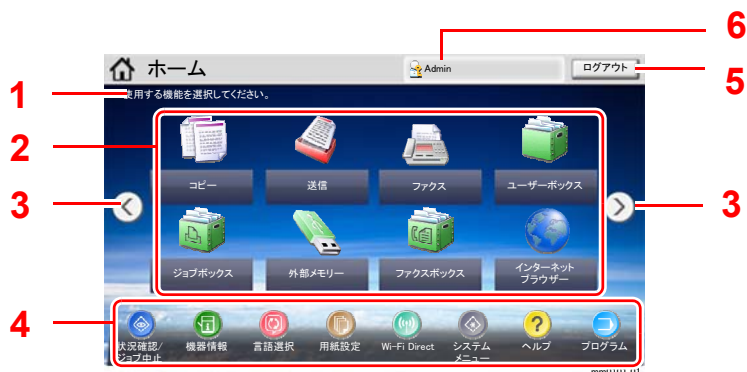 6
ホーム
Admin
ログアウト
5
1
使用する機能を選択してください。
2
コピー
送信
ファクス
ユーザーボックス
3
3
ジョブボックス
外部メモリー
ファクスボックス
インターネット
ブラウザー
4
状況確認/
ジョブ中止
機器情報
言語選択
用紙設定
Wi-Fi Direct
システム
メニュー
ヘルプ
プログラム